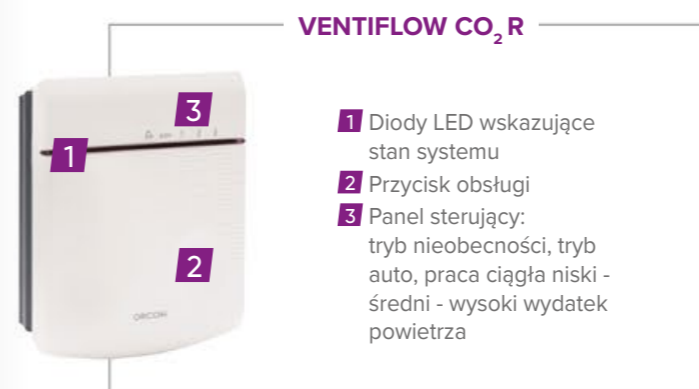 VENTIFLOW CO₂ R
3
1
2
ORCON
1 Diody LED wskazujące
stan systemu
2 Przycisk obsługi
3 Panel sterujący:
tryb nieobecności, tryb
auto, praca ciągła niski -
średni - wysoki wydatek
powietrza